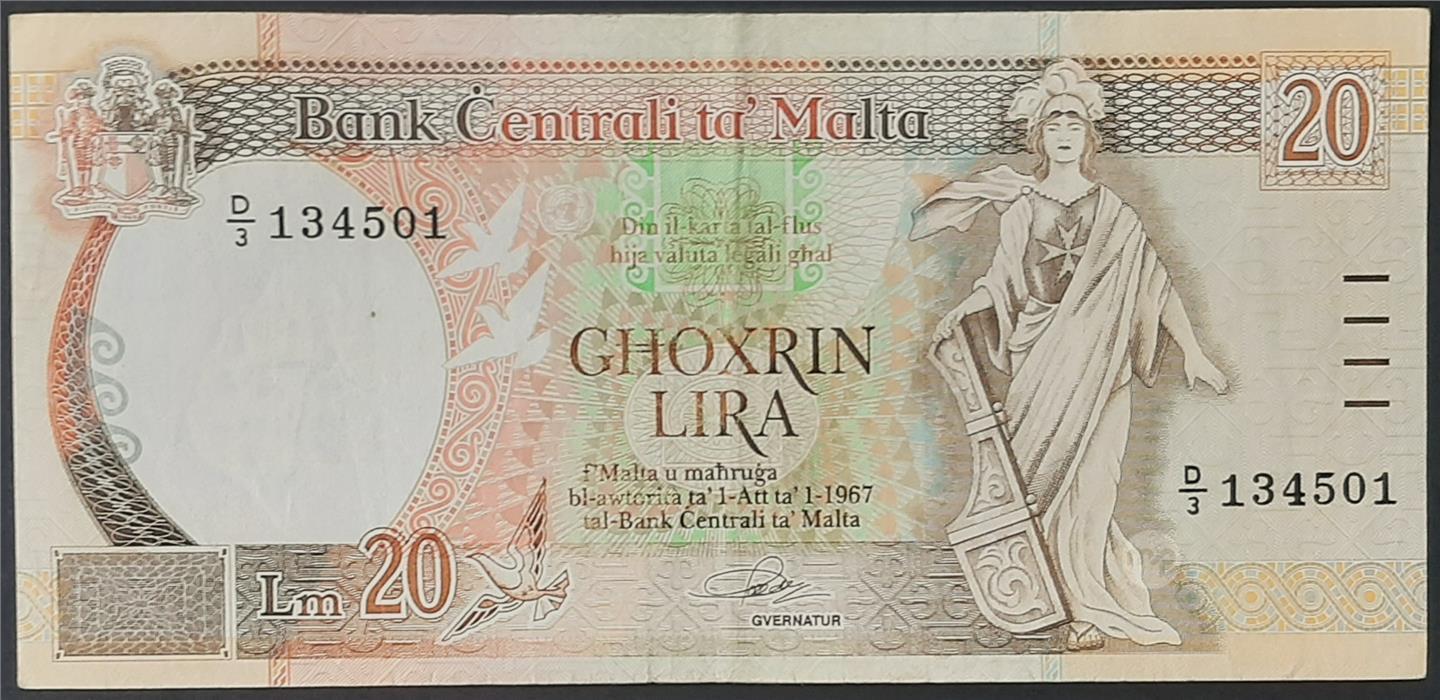 Bank Ċentrali ta' Malta
20
D/3 134501
Din il-karta tal-flus
hija valuta legali għal
GĦOXRIN
LIRA
f'Malta u maħruġa
bl-awtorità ta' l-Att ta' l-1967
tal-Bank Ċentrali ta' Malta
D/3 134501
Lm 20
GVERNATUR